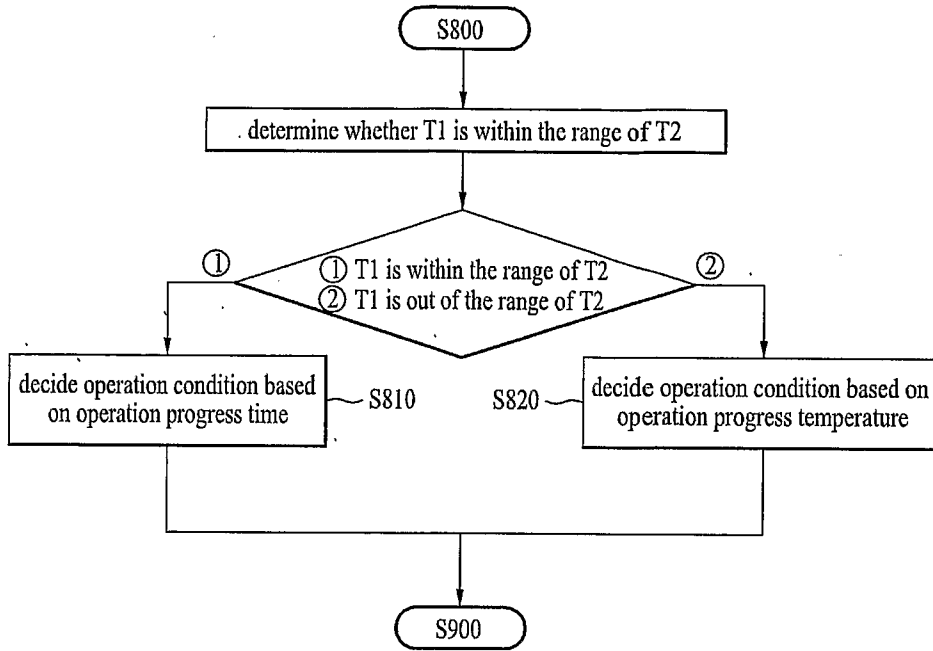 S800
determine whether T1 is within the range of T2
① ②
① T1 is within the range of T2
② T1 is out of the range of T2
decide operation condition based
on operation progress time
S810
S820
decide operation condition based on
operation progress temperature
S900